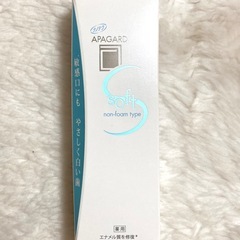 APAGARD
S
Soft
non-foam type
敏感口にも やさしく白い術
薬用
エナメル質を修復*